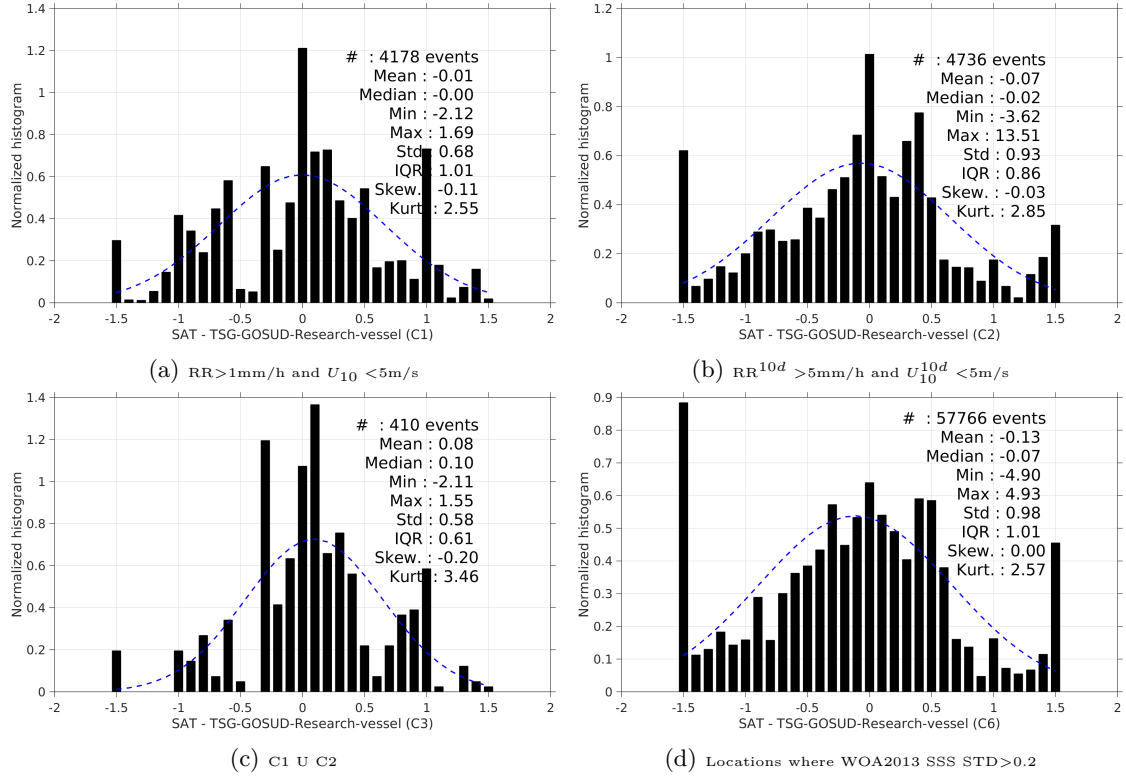 1.4
1.2
1
0.8
0.6
0.4
0.2
0
Normalized histogram
# : 4178 events
Mean : -0.01
Median : -0.00
Min : -2.12
Max : 1.69
Std : 0.68
IQR : 1.01
Skew. : -0.11
Kurt. : 2.55
-2 -1.5 -1 -0.5 0 0.5 1 1.5 2
SAT - TSG-GOSUD-Research-vessel (C1)
(a) RR>1mm/h and U10 <5m/s
1.2
1
0.8
0.6
0.4
0.2
0
Normalized histogram
# : 4736 events
Mean : -0.07
Median : -0.02
Min : -3.62
Max : 13.51
Std : 0.93
IQR : 0.86
Skew. : -0.03
Kurt. : 2.85
-2 -1.5 -1 -0.5 0 0.5 1 1.5 2
SAT - TSG-GOSUD-Research-vessel (C2)
(b) RR10d >5mm/h and U10d10 <5m/s
1.4
1.2
1
0.8
0.6
0.4
0.2
0
Normalized histogram
# : 410 events
Mean : 0.08
Median : 0.10
Min : -2.11
Max : 1.55
Std : 0.58
IQR : 0.61
Skew. : -0.20
Kurt. : 3.46
-2 -1.5 -1 -0.5 0 0.5 1 1.5 2
SAT - TSG-GOSUD-Research-vessel (C3)
(c) C1 U C2
0.9
0.8
0.7
0.6
0.5
0.4
0.3
0.2
0.1
0
Normalized histogram
# : 57766 events
Mean : -0.13
Median : -0.07
Min : -4.90
Max : 4.93
Std : 0.98
IQR : 1.01
Skew. : 0.00
Kurt. : 2.57
-2 -1.5 -1 -0.5 0 0.5 1 1.5 2
SAT - TSG-GOSUD-Research-vessel (C6)
(d) Locations where WOA2013 SSS STD>0.2